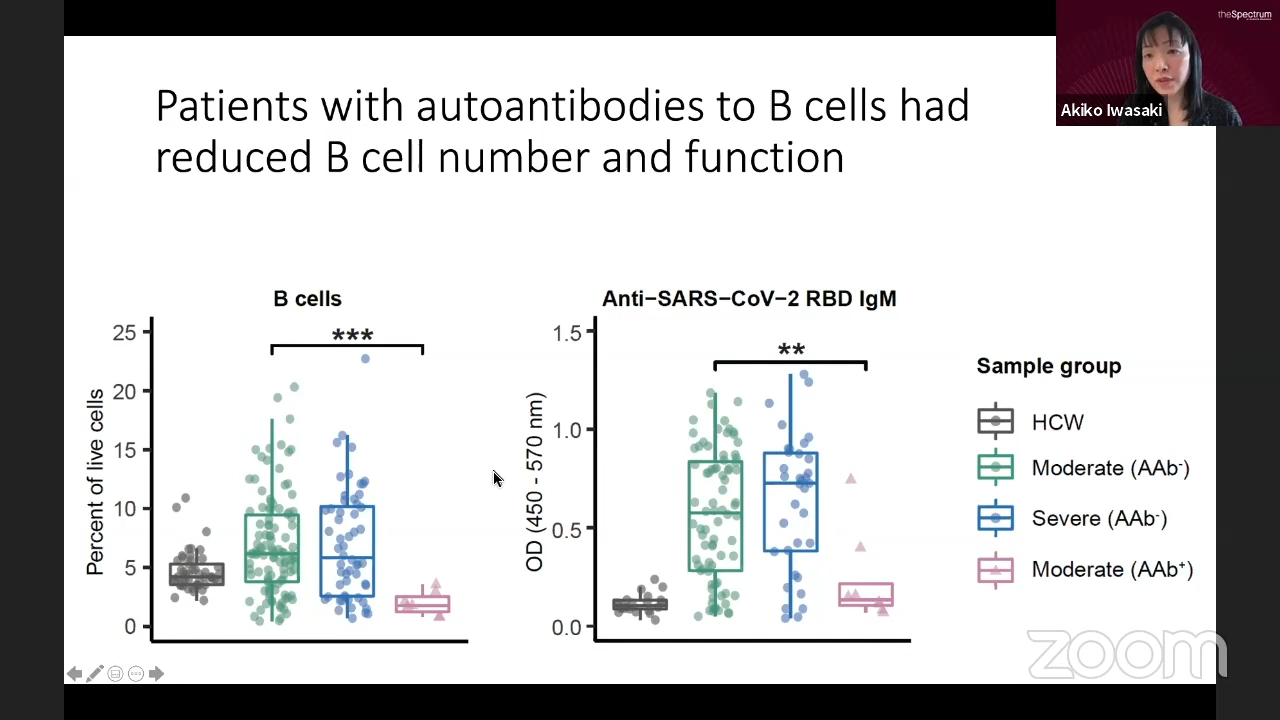 theSpectrum
Akiko Iwasaki
Patients with autoantibodies to B cells had
reduced B cell number and function
B cells
Percent of live cells
25
20
15
10
5
0
***
Anti−SARS−CoV−2 RBD IgM
OD (450 - 570 nm)
1.5
1.0
0.5
0.0
**
Sample group
HCW
Moderate (AAb⁻)
Severe (AAb⁻)
Moderate (AAb⁺)
zoom